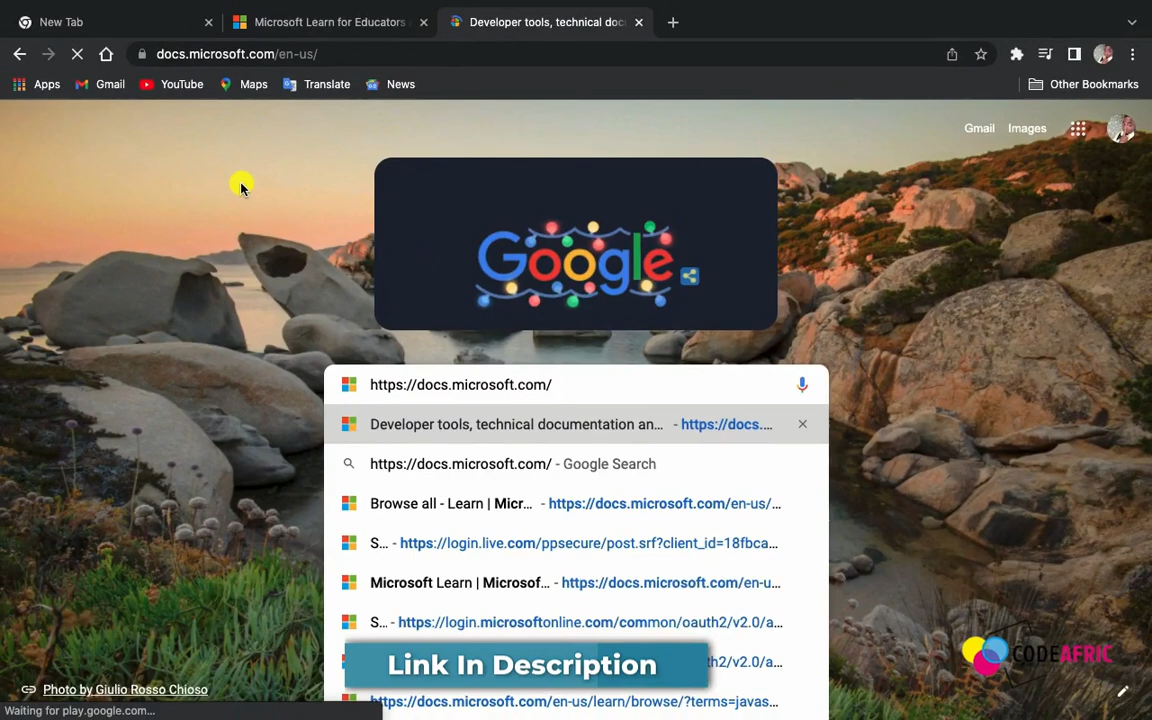 New Tab
Microsoft Learn for Educators
Developer tools, technical doc
docs.microsoft.com/en-us/
Apps
Gmail
YouTube
Maps
Translate
News
Other Bookmarks
Gmail
Images
Google
https://docs.microsoft.com/
Developer tools, technical documentation an... - https://docs....
https://docs.microsoft.com/ - Google Search
Browse all - Learn | Micr... - https://docs.microsoft.com/en-us/...
S... - https://login.live.com/ppsecure/post.srf?client_id=18fbca...
Microsoft Learn | Microsof... - https://docs.microsoft.com/en-u...
S... - https://login.microsoftonline.com/common/oauth2/v2.0/a...
th2/v2.0/a...
Link In Description
https://docs.microsoft.com/en-us/learn/browse/?terms=javas...
CODEAFRIC
Photo by Giulio Rosso Chioso
Waiting for play.google.com...